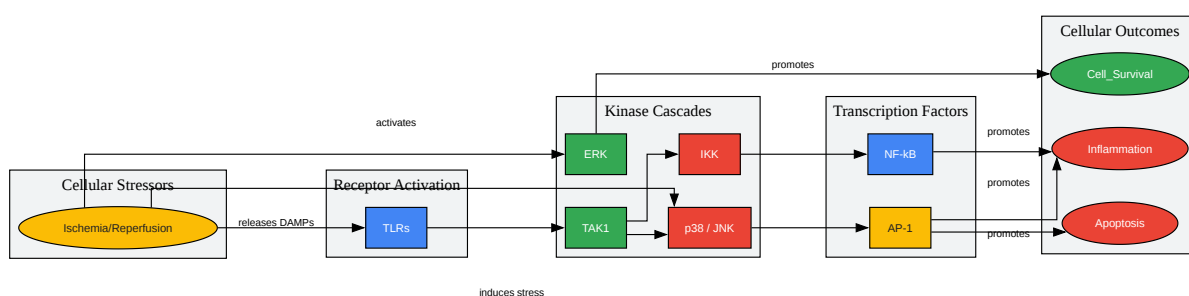 Cellular Outcomes
promotes
Cell_Survival
Kinase Cascades
Transcription Factors
activates
promotes
ERK
IKK
NF-kB
Inflammation
Cellular Stressors
Receptor Activation
promotes
releases DAMPs
Ischemia/Reperfusion
TLRs
TAK1
p38 / JNK
AP-1
Apoptosis
promotes
induces stress